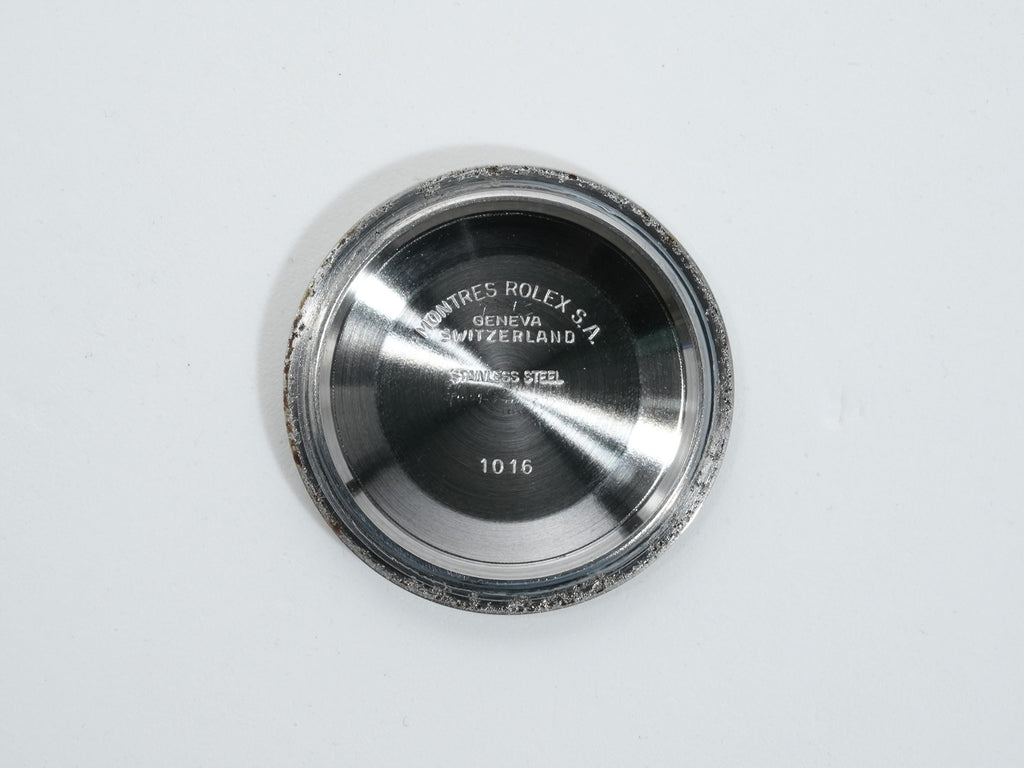 MONTRES ROLEX S.A.
GENEVA
SWITZERLAND
STAINLESS STEEL
1016